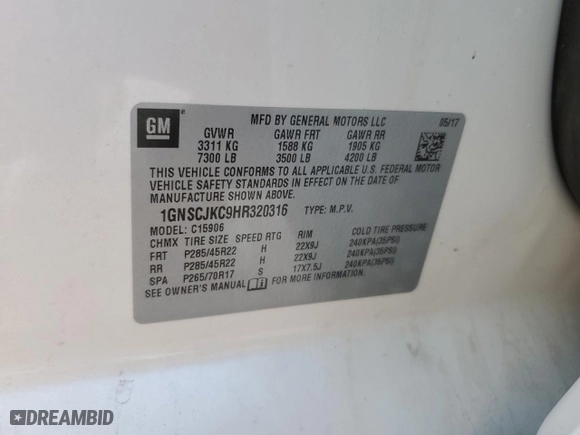 GM
MFD BY GENERAL MOTORS LLC 05/17
GVWR GAWR FRT GAWR RR
3311 KG 1588 KG 1905 KG
7300 LB 3500 LB 4200 LB
THIS VEHICLE CONFORMS TO ALL APPLICABLE U.S. FEDERAL MOTOR
VEHICLE SAFETY STANDARDS IN EFFECT ON THE DATE OF
MANUFACTURE SHOWN ABOVE.
1GNSCJKC9HR320316 TYPE: M.P.V.
MODEL: C15906
CHMX TIRE SIZE SPEED RTG RIM COLD TIRE PRESSURE
FRT P285/45R22 H 22X9J 240KPA(35PSI)
RR P285/45R22 H 22X9J 240KPA(35PSI)
SPA P265/70R17 S 17X7.5J 240KPA(35PSI)
SEE OWNER'S MANUAL FOR MORE INFORMATION.
DREAMBID